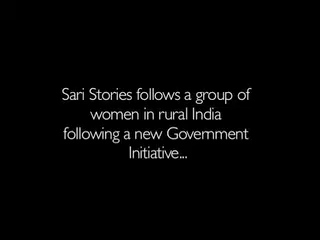 Sari Stories follows a group of
women in rural India
following a new Government
Initiative...